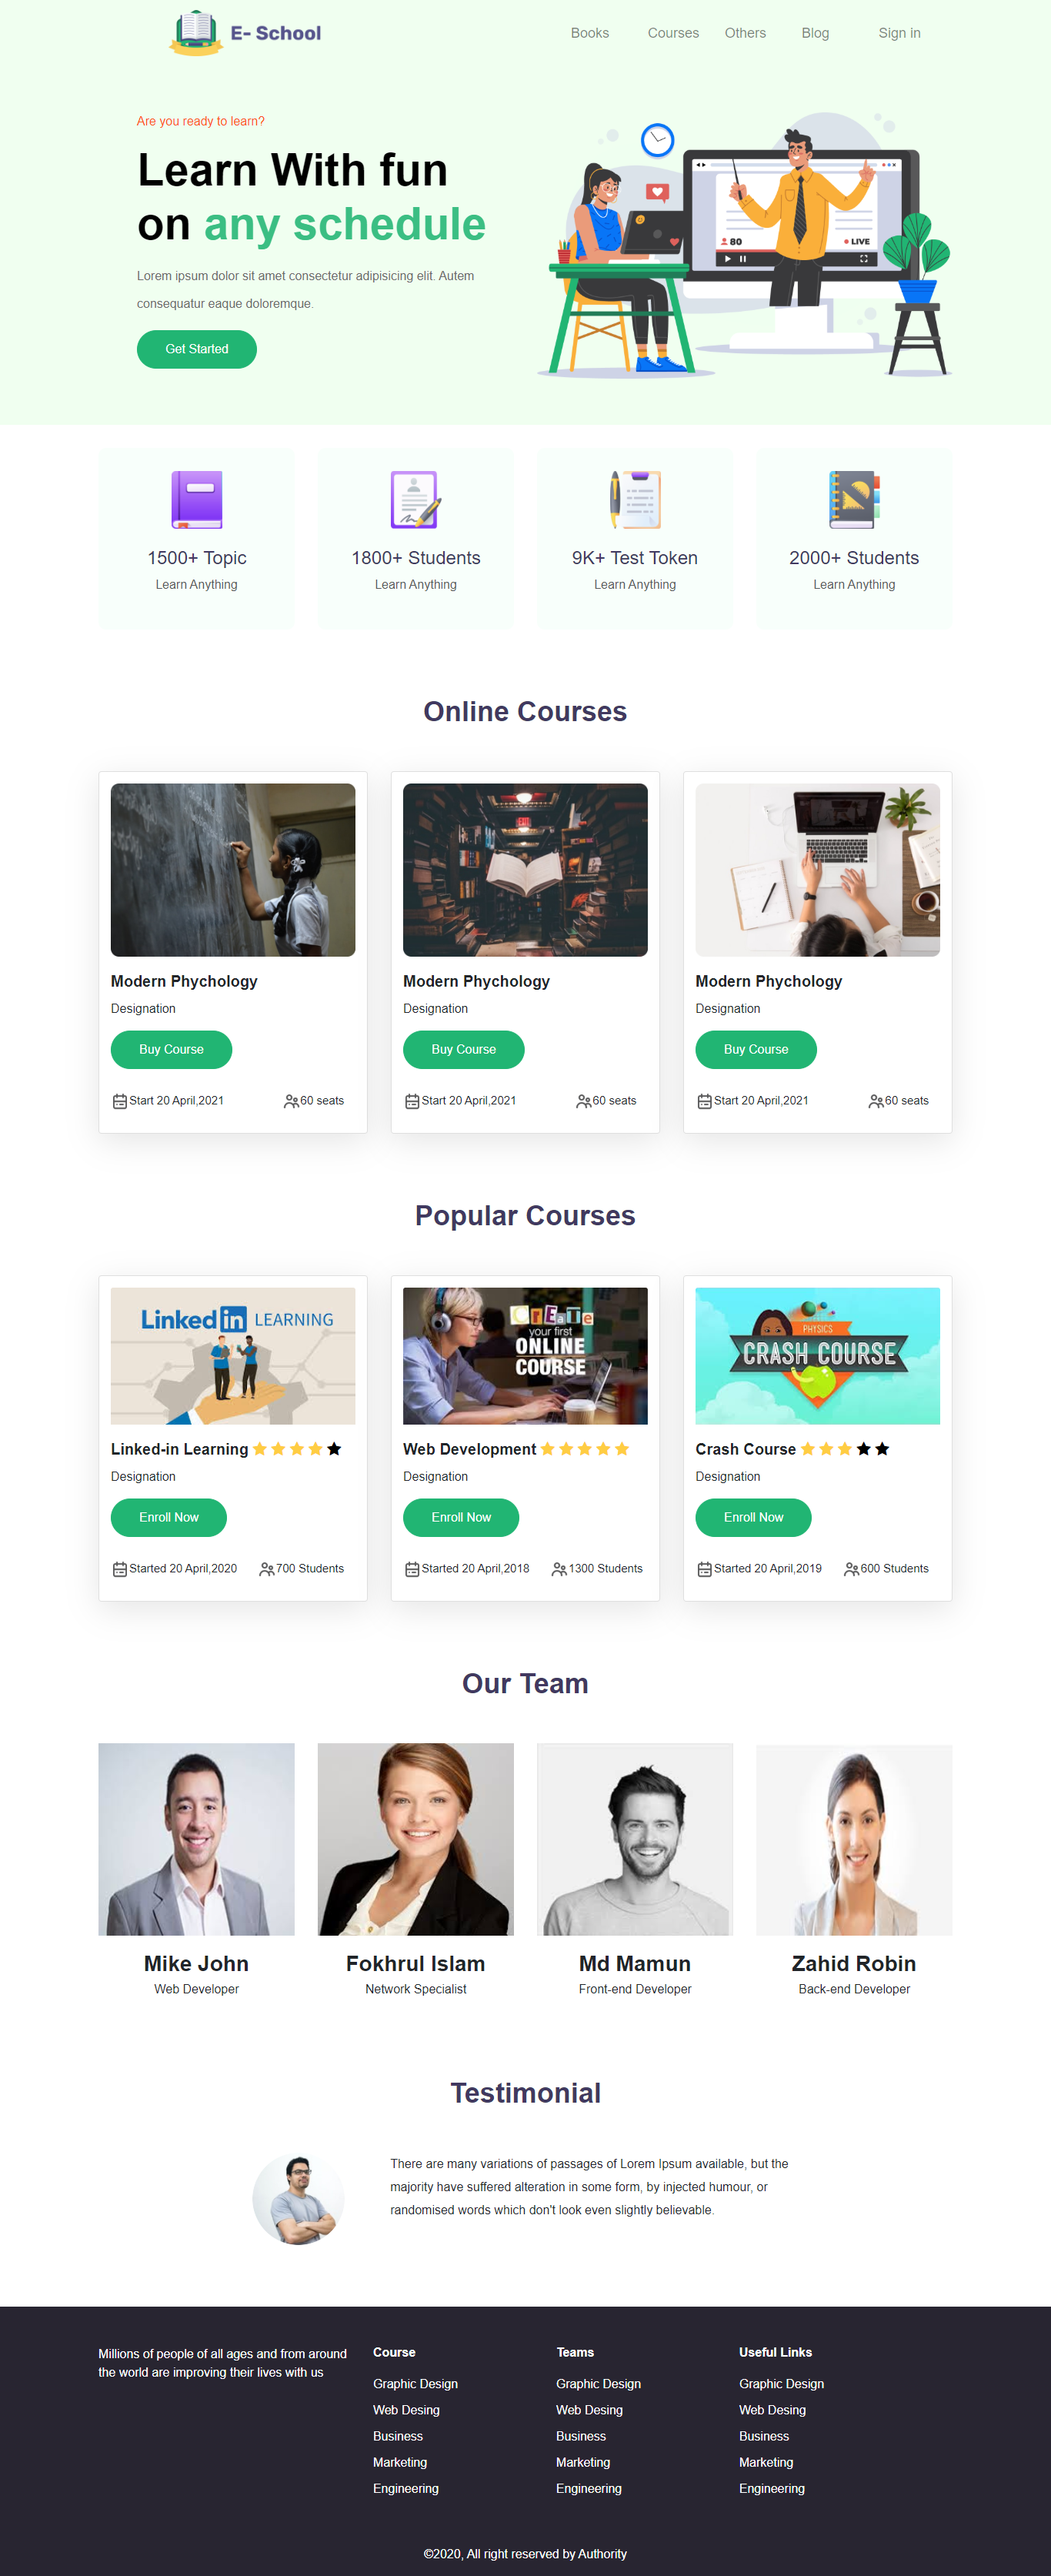 E- School
Books Courses Others Blog Sign in
Are you ready to learn?
Learn With fun
on any schedule
Lorem ipsum dolor sit amet consectetur adipisicing elit. Autem
consequatur eaque doloremque.
Get Started
80
LIVE
1500+ Topic
Learn Anything
1800+ Students
Learn Anything
9K+ Test Token
Learn Anything
2000+ Students
Learn Anything
Online Courses
EXIT
Modern Phychology
Designation
Buy Course
Start 20 April,2021 60 seats
Modern Phychology
Designation
Buy Course
Start 20 April,2021 60 seats
Modern Phychology
Designation
Buy Course
Start 20 April,2021 60 seats
Popular Courses
Linked in LEARNING
Linked-in Learning
Designation
Enroll Now
Started 20 April,2020 700 Students
CReATe
your first
ONLINE
COURSE
Web Development
Designation
Enroll Now
Started 20 April,2018 1300 Students
PHYSICS
CRASH COURSE
Crash Course
Designation
Enroll Now
Started 20 April,2019 600 Students
Our Team
Mike John
Web Developer
Fokhrul Islam
Network Specialist
Md Mamun
Front-end Developer
Zahid Robin
Back-end Developer
Testimonial
There are many variations of passages of Lorem Ipsum available, but the
majority have suffered alteration in some form, by injected humour, or
randomised words which don't look even slightly believable.
Millions of people of all ages and from around
the world are improving their lives with us
Course
Graphic Design
Web Desing
Business
Marketing
Engineering
Teams
Graphic Design
Web Desing
Business
Marketing
Engineering
Useful Links
Graphic Design
Web Desing
Business
Marketing
Engineering
©2020, All right reserved by Authority